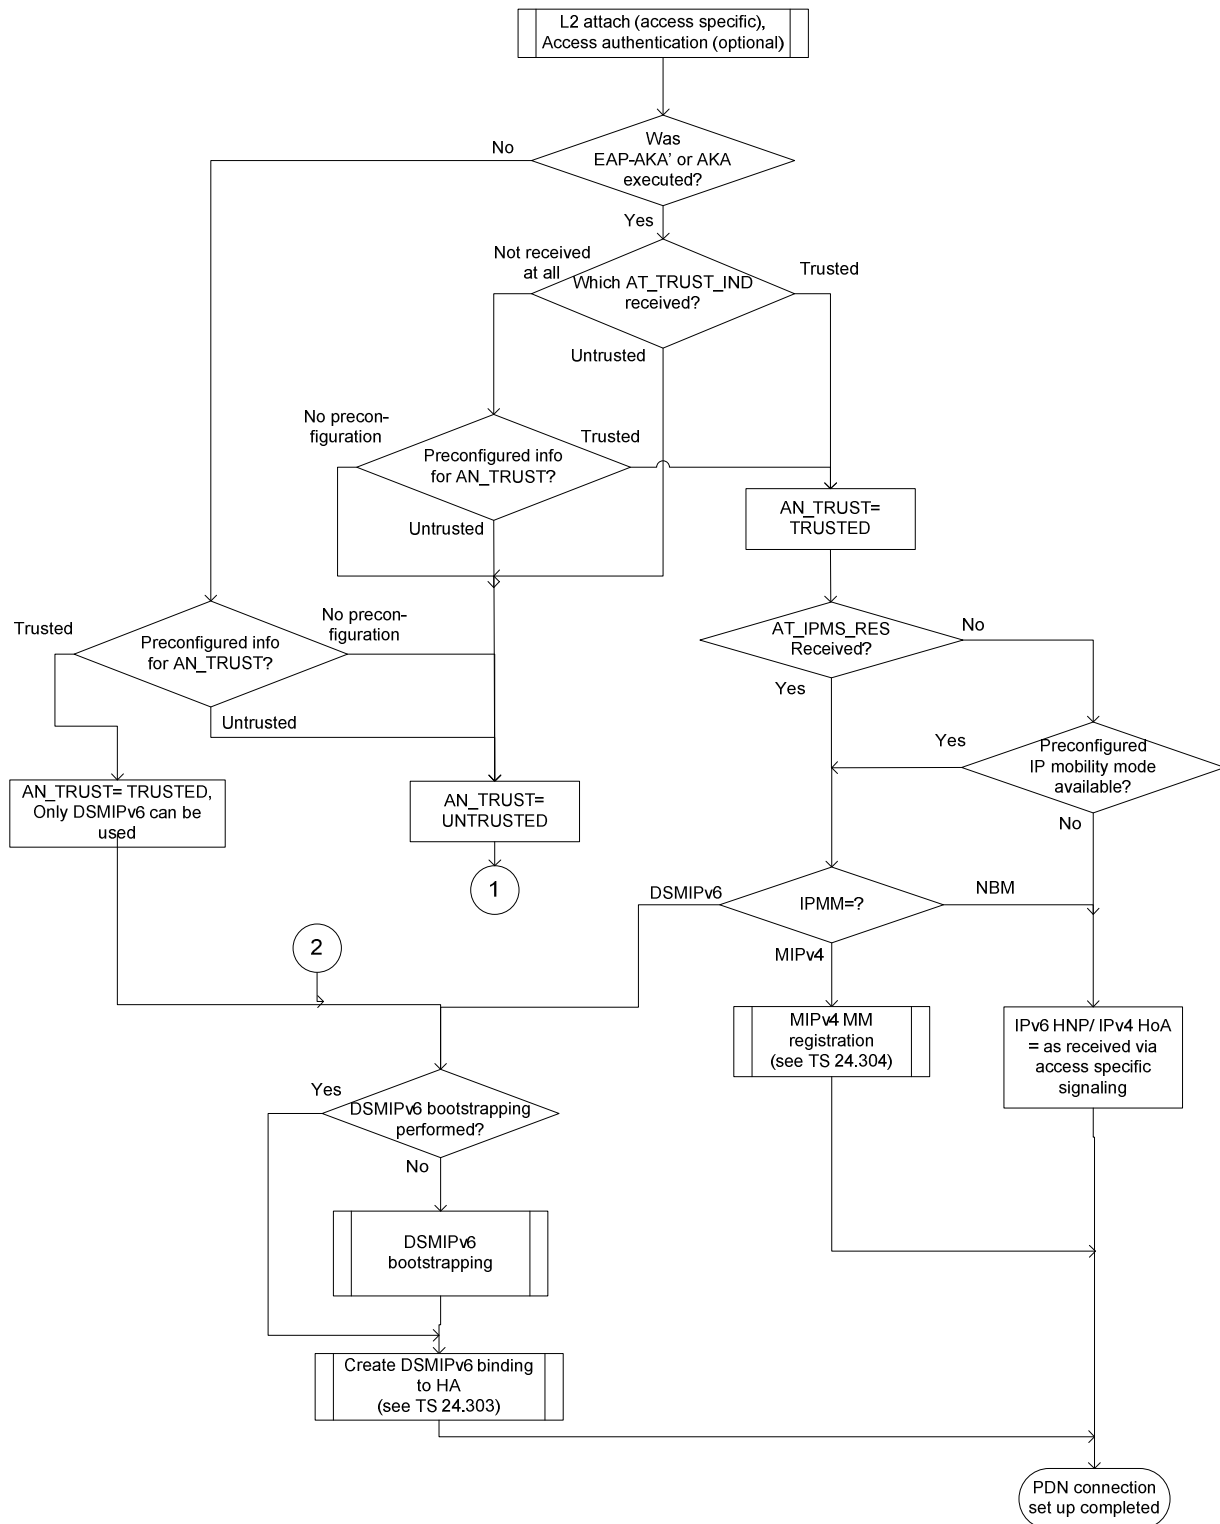 L2 attach (access specific),
Access authentication (optional)
Was
EAP-AKA’ or AKA
executed?
No
Yes
Not received
at all
Which AT_TRUST_IND
received?
Trusted
Untrusted
No precon-
figuration
Preconfigured info
for AN_TRUST?
Trusted
Untrusted
AN_TRUST=
TRUSTED
Trusted
Preconfigured info
for AN_TRUST?
No precon-
figuration
Untrusted
AT_IPMS_RES
Received?
No
Yes
Yes
Preconfigured
IP mobility mode
available?
No
AN_TRUST= TRUSTED,
Only DSMIPv6 can be
used
AN_TRUST=
UNTRUSTED
1
DSMIPv6
IPMM=?
NBM
MIPv4
2
MIPv4 MM
registration
(see TS 24.304)
IPv6 HNP/ IPv4 HoA
= as received via
access specific
signaling
Yes
DSMIPv6 bootstrapping
performed?
No
DSMIPv6
bootstrapping
Create DSMIPv6 binding
to HA
(see TS 24.303)
PDN connection
set up completed